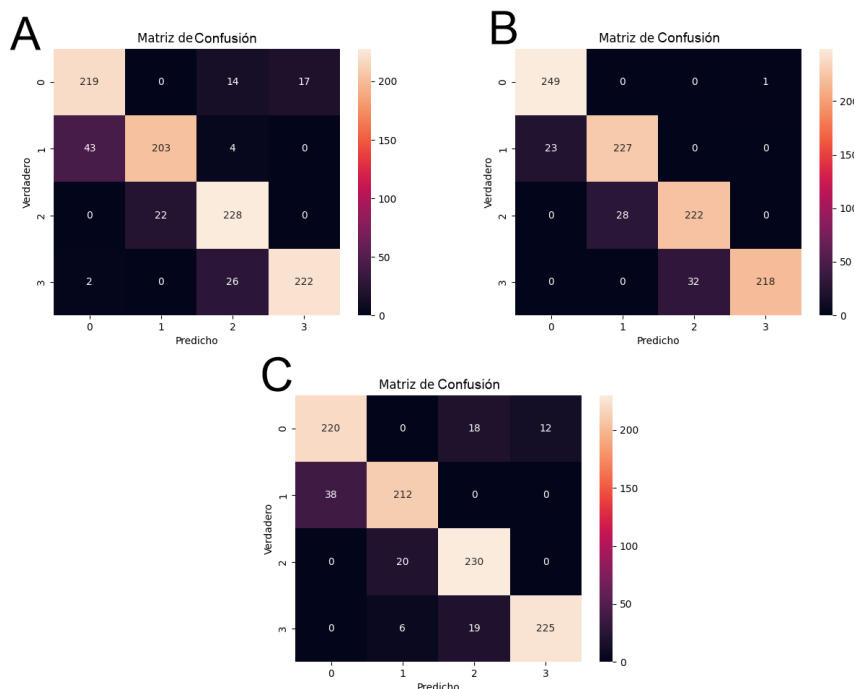 A
Matriz de Confusión
Verdadero
0 219 0 14 17
1 43 203 4 0
2 0 22 228 0
3 2 0 26 222
0 1 2 3
Predicho
200
150
100
50
0
B
Matriz de Confusión
Verdadero
0 249 0 0 1
1 23 227 0 0
2 0 28 222 0
3 0 0 32 218
0 1 2 3
Predicho
200
150
100
50
0
C
Matriz de Confusión
Verdadero
0 220 0 18 12
1 38 212 0 0
2 0 20 230 0
3 0 6 19 225
0 1 2 3
Predicho
200
150
100
50
0